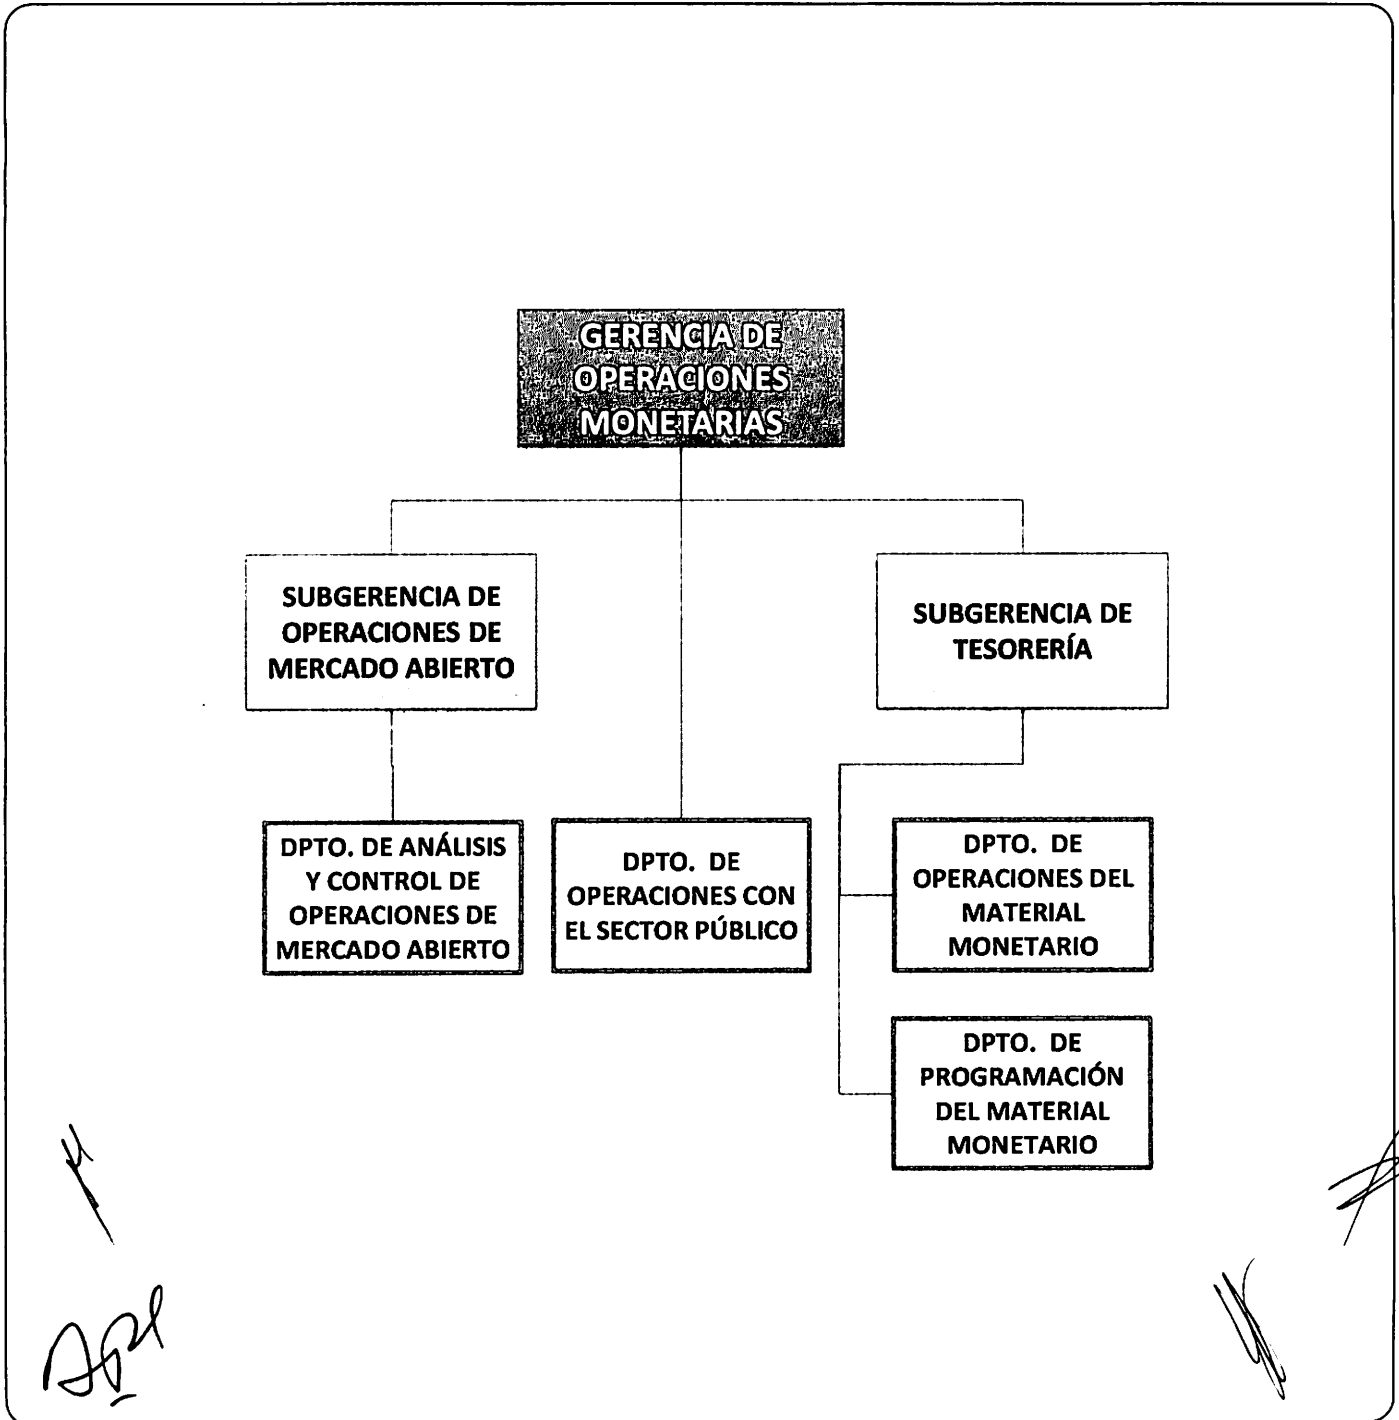 GERENCIA DE
OPERACIONES
MONETARIAS
SUBGERENCIA DE
OPERACIONES DE
MERCADO ABIERTO
SUBGERENCIA DE
TESORERÍA
DPTO. DE ANÁLISIS
Y CONTROL DE
OPERACIONES DE
MERCADO ABIERTO
DPTO. DE
OPERACIONES CON
EL SECTOR PÚBLICO
DPTO. DE
OPERACIONES DEL
MATERIAL
MONETARIO
DPTO. DE
PROGRAMACIÓN
DEL MATERIAL
MONETARIO